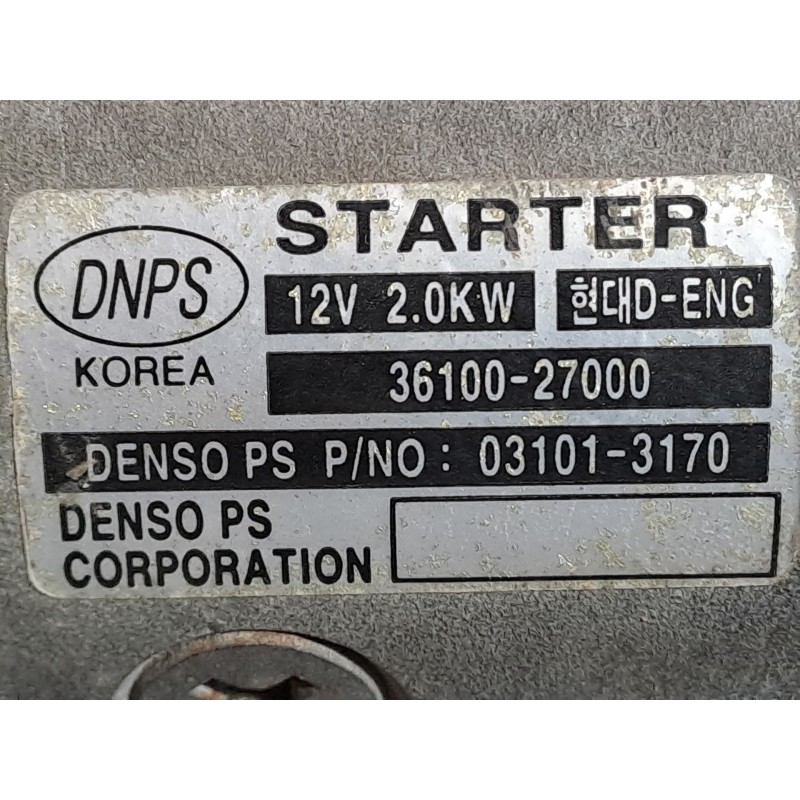 STARTER
DNPS
12V 2.0KW 현대D-ENG
KOREA
36100-27000
DENSO PS P/NO : 03101-3170
DENSO PS
CORPORATION